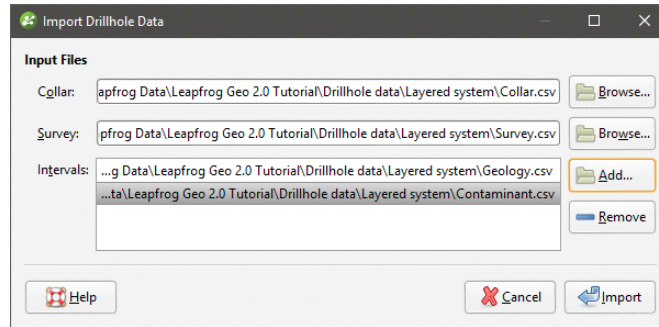 Import Drillhole Data
Input Files
Collar: apfrog Data\Leapfrog Geo 2.0 Tutorial\Drillhole data\Layered system\Collar.csv Browse...
Survey: pfrog Data\Leapfrog Geo 2.0 Tutorial\Drillhole data\Layered system\Survey.csv Browse...
Intervals: ...g Data\Leapfrog Geo 2.0 Tutorial\Drillhole data\Layered system\Geology.csv Add...
...ta\Leapfrog Geo 2.0 Tutorial\Drillhole data\Layered system\Contaminant.csv
Remove
Help Cancel Import